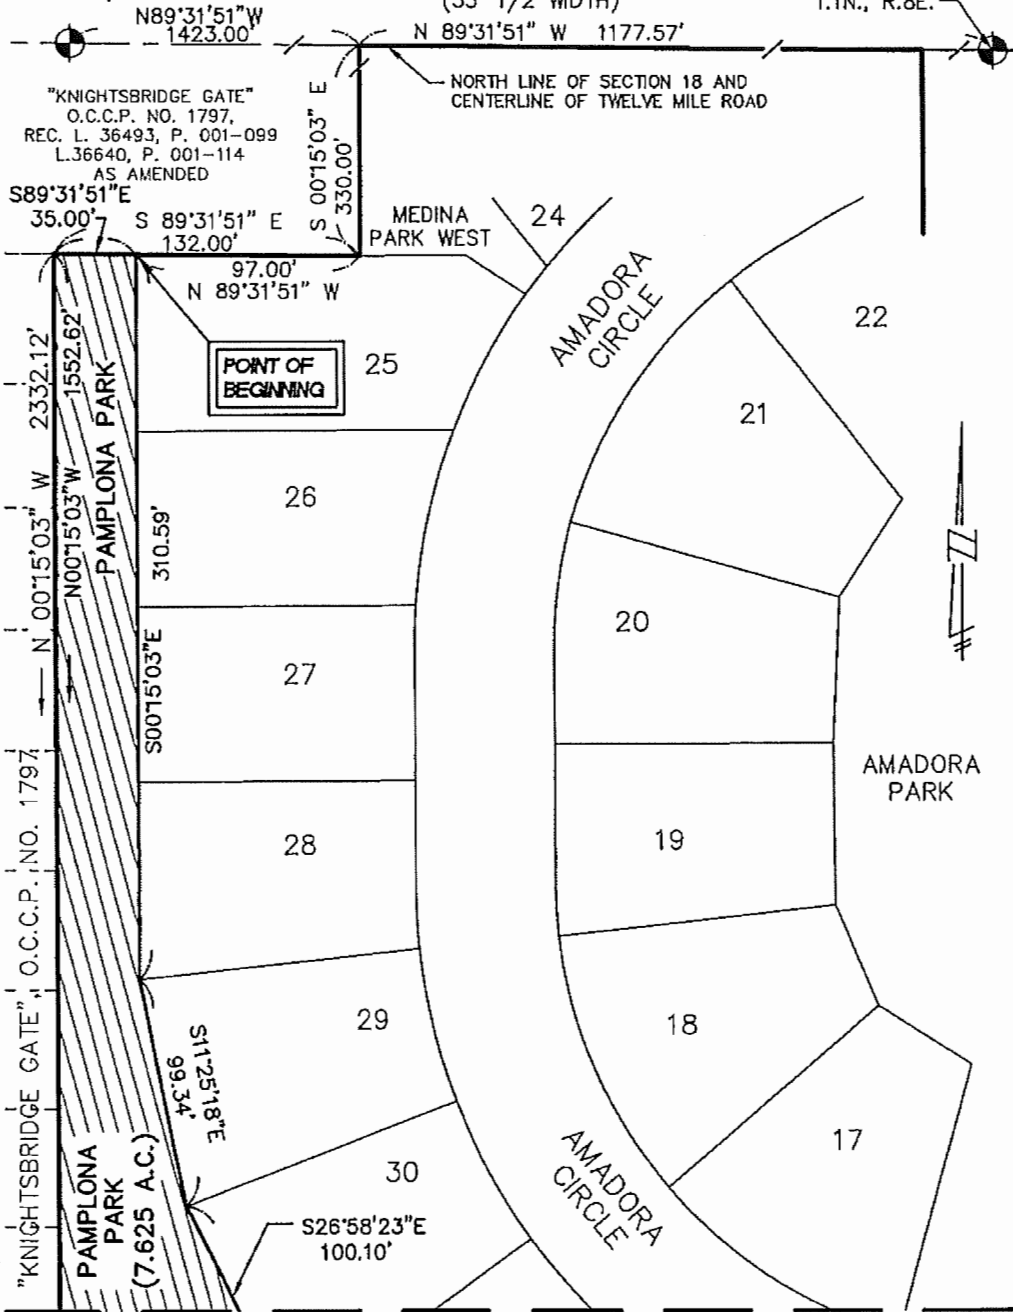 N89°31'51"W
1423.00'
(33' 1/2 WIDTH)
N 89°31'51" W 1177.57'
T.1N., R.8E.
NORTH LINE OF SECTION 18 AND
CENTERLINE OF TWELVE MILE ROAD
"KNIGHTSBRIDGE GATE"
O.C.C.P. NO. 1797,
REC. L. 36493, P. 001-099
L.36640, P. 001-114
AS AMENDED
S 00°15'03" E
330.00'
S89°31'51"E
35.00'
S 89°31'51" E
132.00'
97.00'
N 89°31'51" W
MEDINA
PARK WEST
24
AMADORA
CIRCLE
22
POINT OF
BEGINNING
25
21
N 00°15'03" W 2332.12'
N00°15'03"W 1552.62'
PAMPLONA PARK
26
310.59'
S00°15'03"E
20
27
AMADORA
PARK
19
28
"KNIGHTSBRIDGE GATE", O.C.C.P. NO. 1797
29
18
S11°25'18"E
99.34'
17
30
AMADORA
CIRCLE
PAMPLONA
PARK
(7.625 A.C.)
S26°58'23"E
100.10'